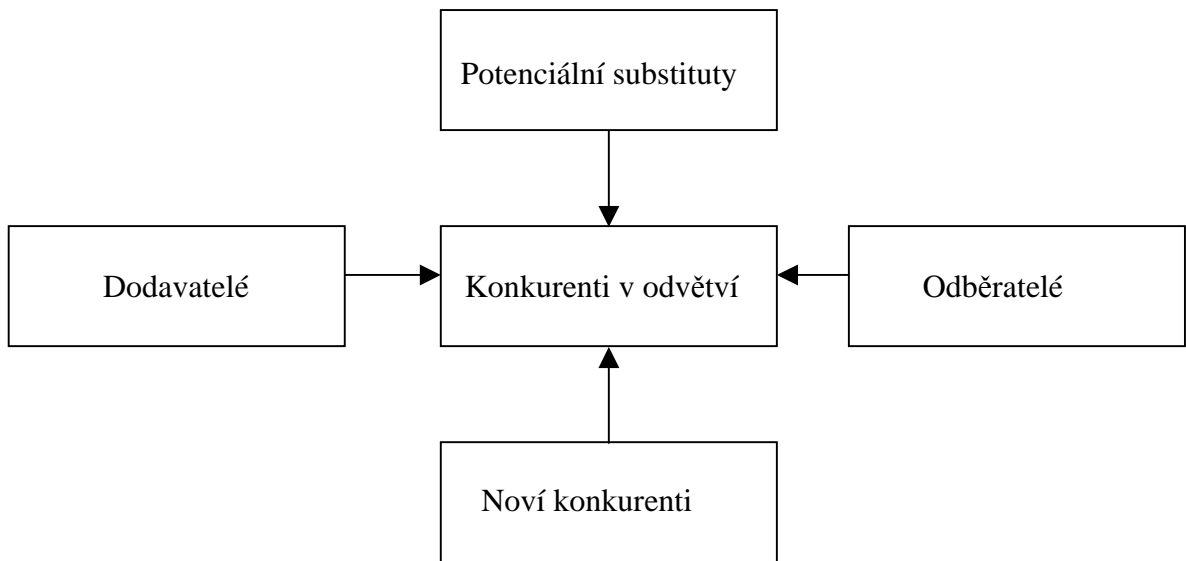 Potenciální substituty
Dodavatelé
Konkurenti v odvětví
Odběratelé
Noví konkurenti